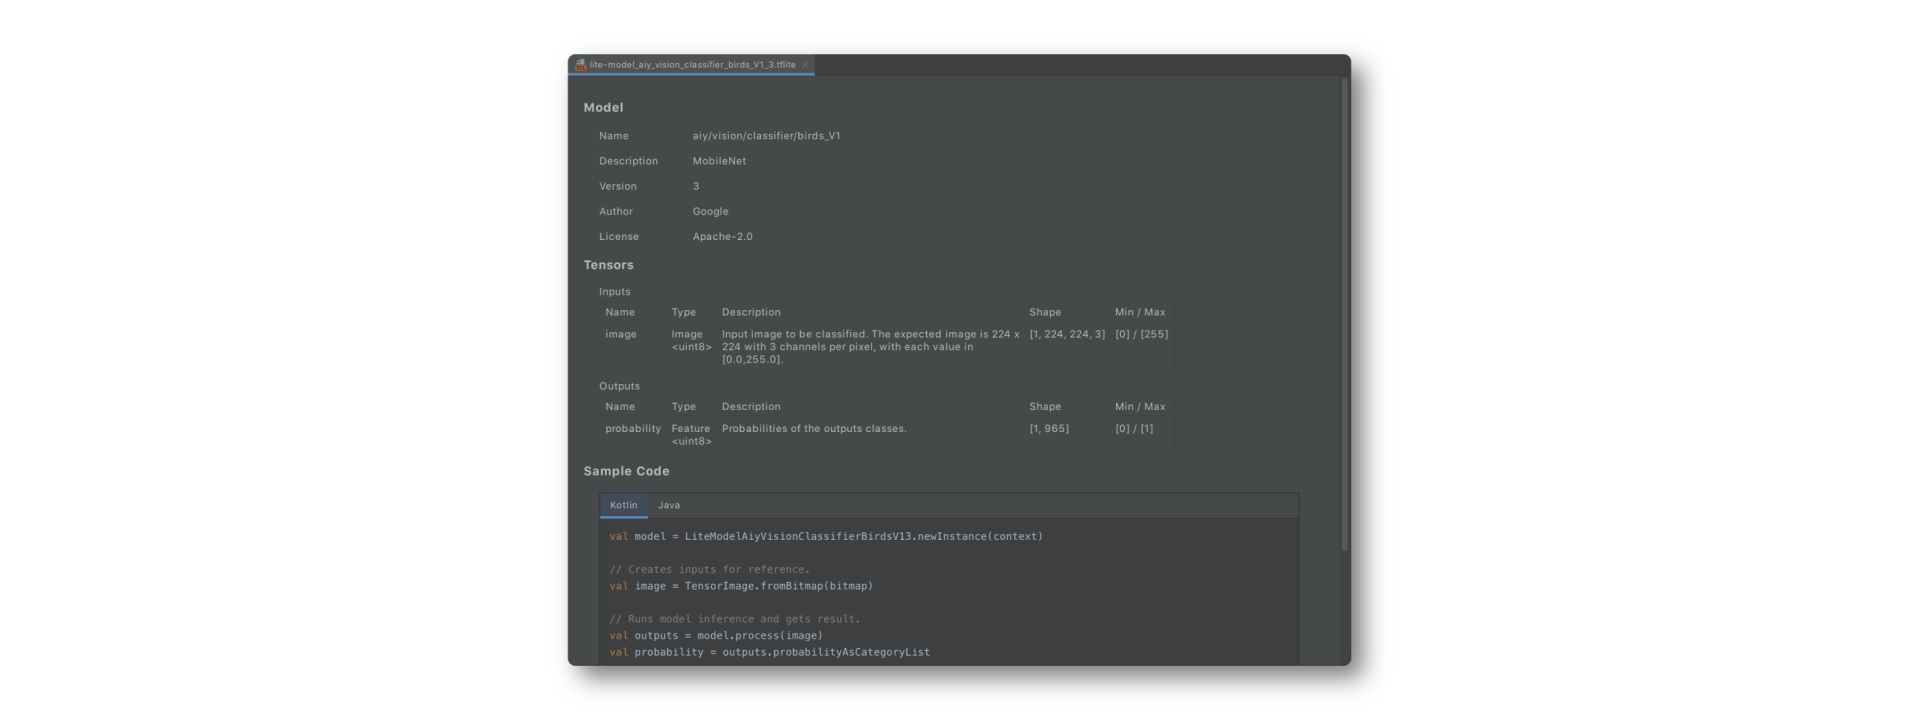 lite-model_aiy_vision_classifier_birds_V1_3.tflite
Model
Name aiy/vision/classifier/birds_V1
Description MobileNet
Version 3
Author Google
License Apache-2.0
Tensors
Inputs
Name Type Description Shape Min / Max
image Image Input image to be classified. The expected image is 224 x [1, 224, 224, 3] [0] / [255]
<uint8> 224 with 3 channels per pixel, with each value in
[0.0,255.0].
Outputs
Name Type Description Shape Min / Max
probability Feature Probabilities of the outputs classes. [1, 965] [0] / [1]
<uint8>
Sample Code
Kotlin Java
val model = LiteModelAiyVisionClassifierBirdsV13.newInstance(context)
// Creates inputs for reference.
val image = TensorImage.fromBitmap(bitmap)
// Runs model inference and gets result.
val outputs = model.process(image)
val probability = outputs.probabilityAsCategoryList